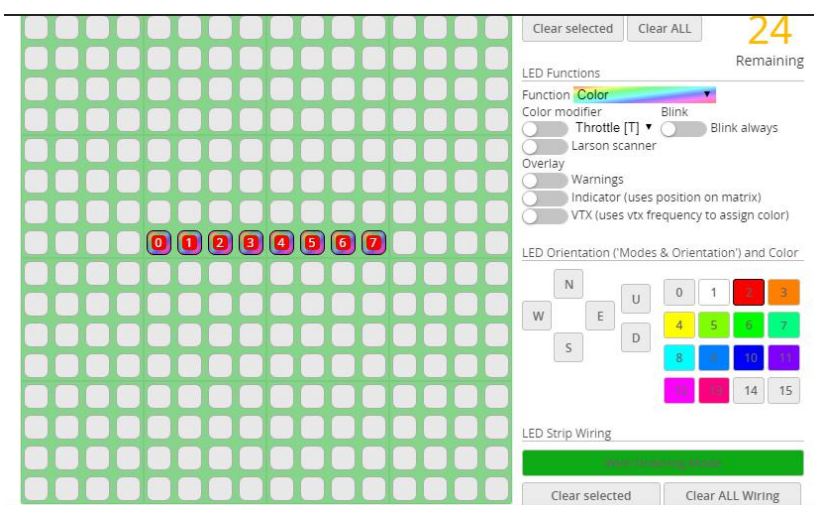 Clear selected Clear ALL 24
Remaining
LED Functions
Function Color
Color modifier Blink
Throttle [T] Blink always
Larson scanner
Overlay
Warnings
Indicator (uses position on matrix)
VTX (uses vtx frequency to assign color)
0 1 2 3 4 5 6 7
LED Orientation ('Modes & Orientation') and Color
N
U 0 1 2 3
W E
4 5 6 7
D
S
8 9 10 11
12 13 14 15
LED Strip Wiring
Clear selected Clear ALL Wiring